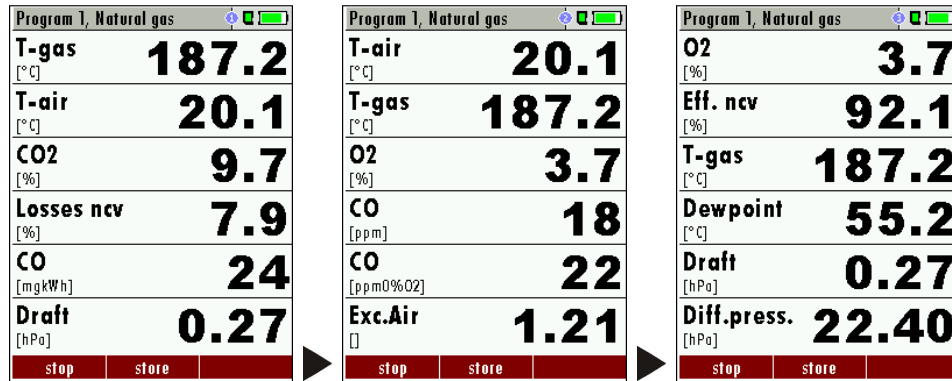 Program 1, Natural gas 1
T-gas 187.2
[°C]
T-air 20.1
[°C]
CO2 9.7
[%]
Losses ncv 7.9
[%]
CO 24
[mgkWh]
Draft 0.27
[hPa]
stop store
Program 1, Natural gas 2
T-air 20.1
[°C]
T-gas 187.2
[°C]
O2 3.7
[%]
CO 18
[ppm]
CO 22
[ppm0%O2]
Exc.Air 1.21
[]
stop store
Program 1, Natural gas 3
O2 3.7
[%]
Eff. ncv 92.1
[%]
T-gas 187.2
[°C]
Dewpoint 55.2
[°C]
Draft 0.27
[hPa]
Diff.press. 22.40
[hPa]
stop store